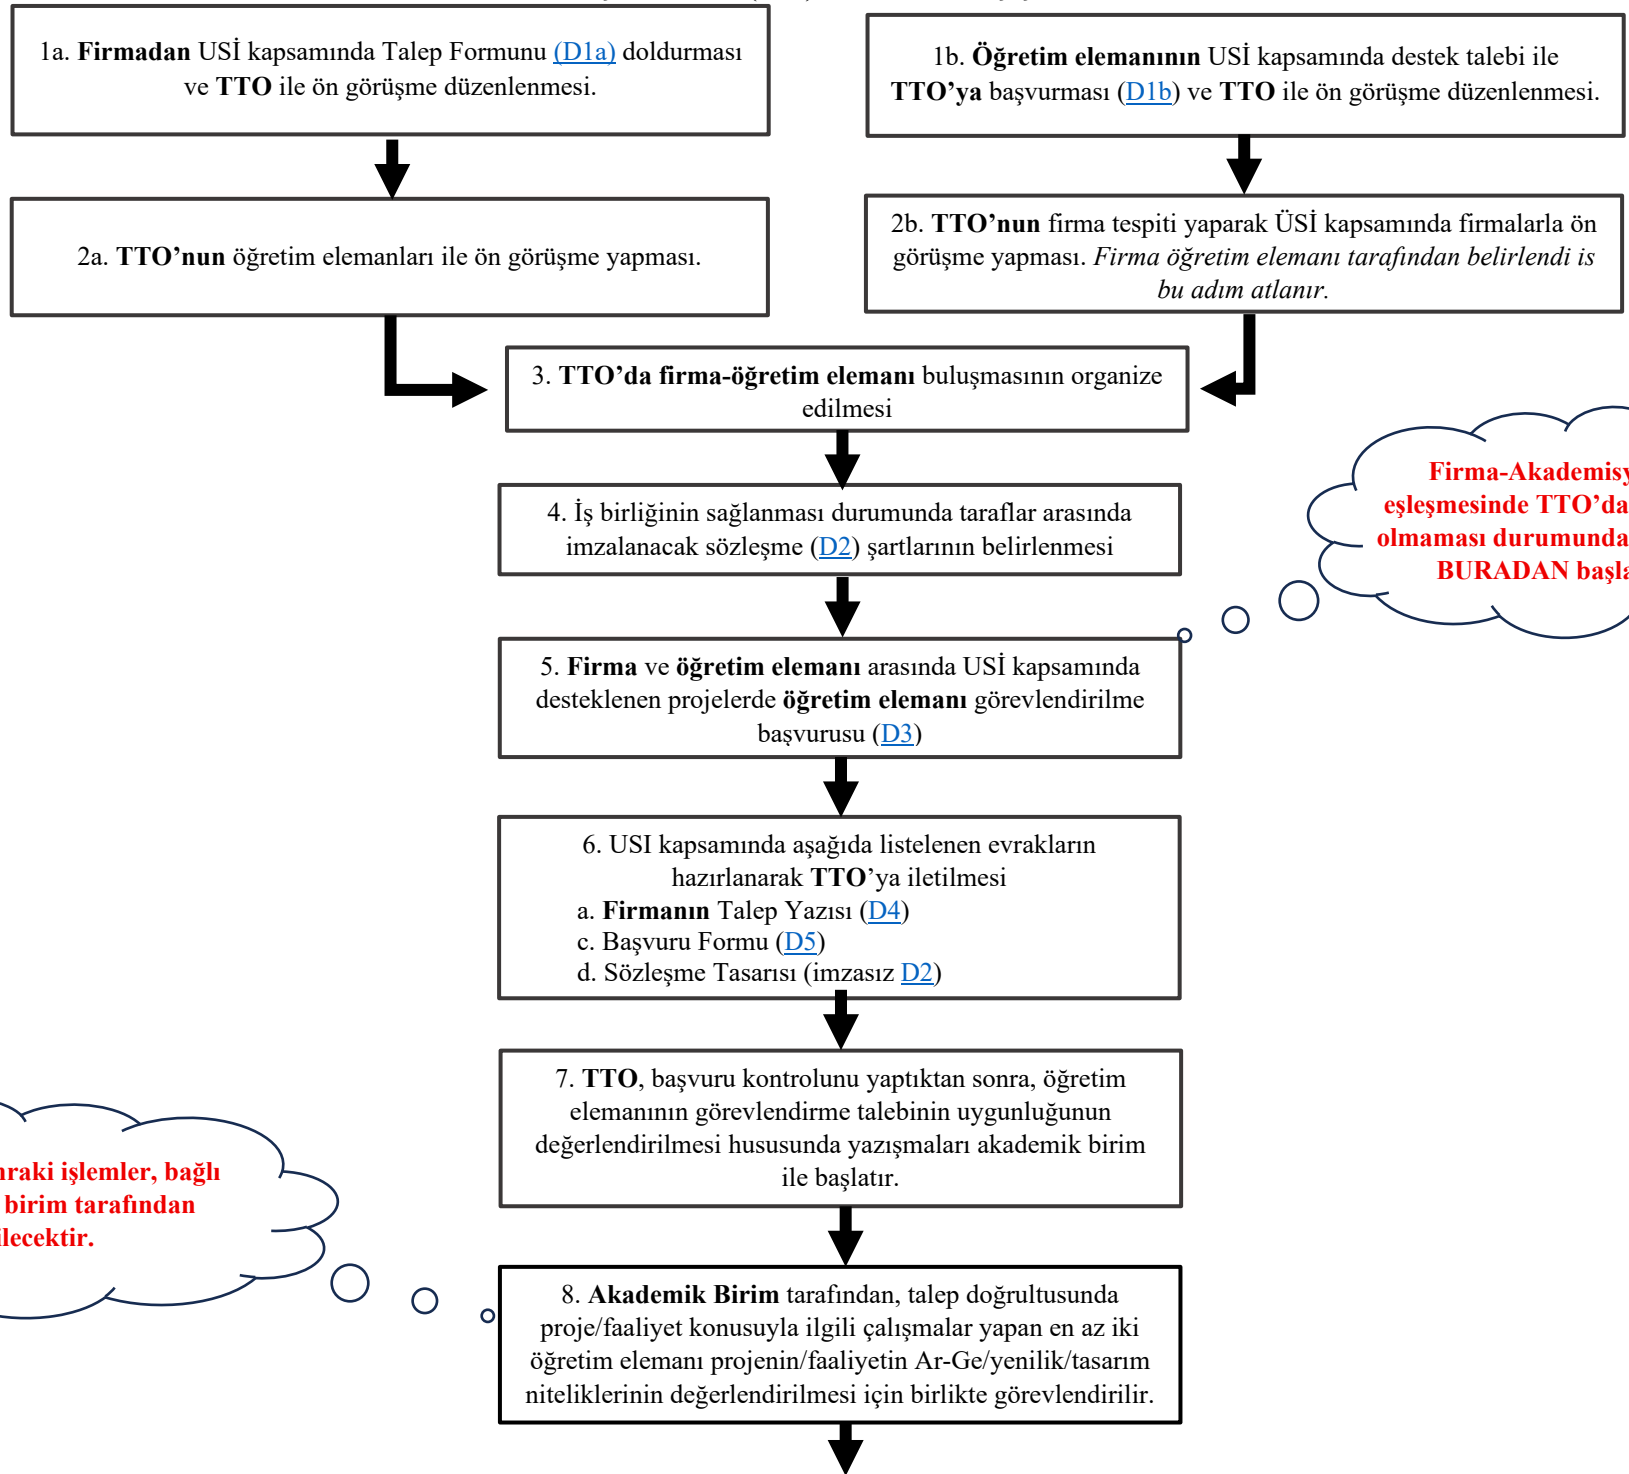 1a. Firmadan USİ kapsamında Talep Formunu (D1a) doldurması
ve TTO ile ön görüşme düzenlenmesi.
1b. Öğretim elemanının USİ kapsamında destek talebi ile
TTO’ya başvurması (D1b) ve TTO ile ön görüşme düzenlenmesi.
2a. TTO’nun öğretim elemanları ile ön görüşme yapması.
2b. TTO’nun firma tespiti yaparak ÜSİ kapsamında firmalarla ön
görüşme yapması. Firma öğretim elemanı tarafından belirlendi is
bu adım atlanır.
3. TTO’da firma-öğretim elemanı buluşmasının organize
edilmesi
Firma-Akademisy
eşleşmesinde TTO’da
olmaması durumunda
BURADAN başla
4. İş birliğinin sağlanması durumunda taraflar arasında
imzalanacak sözleşme (D2) şartlarının belirlenmesi
5. Firma ve öğretim elemanı arasında USİ kapsamında
desteklenen projelerde öğretim elemanı görevlendirilme
başvurusu (D3)
6. USI kapsamında aşağıda listelenen evrakların
hazırlanarak TTO’ya iletilmesi
a. Firmanın Talep Yazısı (D4)
c. Başvuru Formu (D5)
d. Sözleşme Tasarısı (imzasız D2)
7. TTO, başvuru kontrolunu yaptıktan sonra, öğretim
elemanının görevlendirme talebinin uygunluğunun
değerlendirilmesi hususunda yazışmaları akademik birim
ile başlatır.
nraki işlemler, bağlı
birim tarafından
ilecektir.
8. Akademik Birim tarafından, talep doğrultusunda
proje/faaliyet konusuyla ilgili çalışmalar yapan en az iki
öğretim elemanı projenin/faaliyetin Ar-Ge/yenilik/tasarım
niteliklerinin değerlendirilmesi için birlikte görevlendirilir.